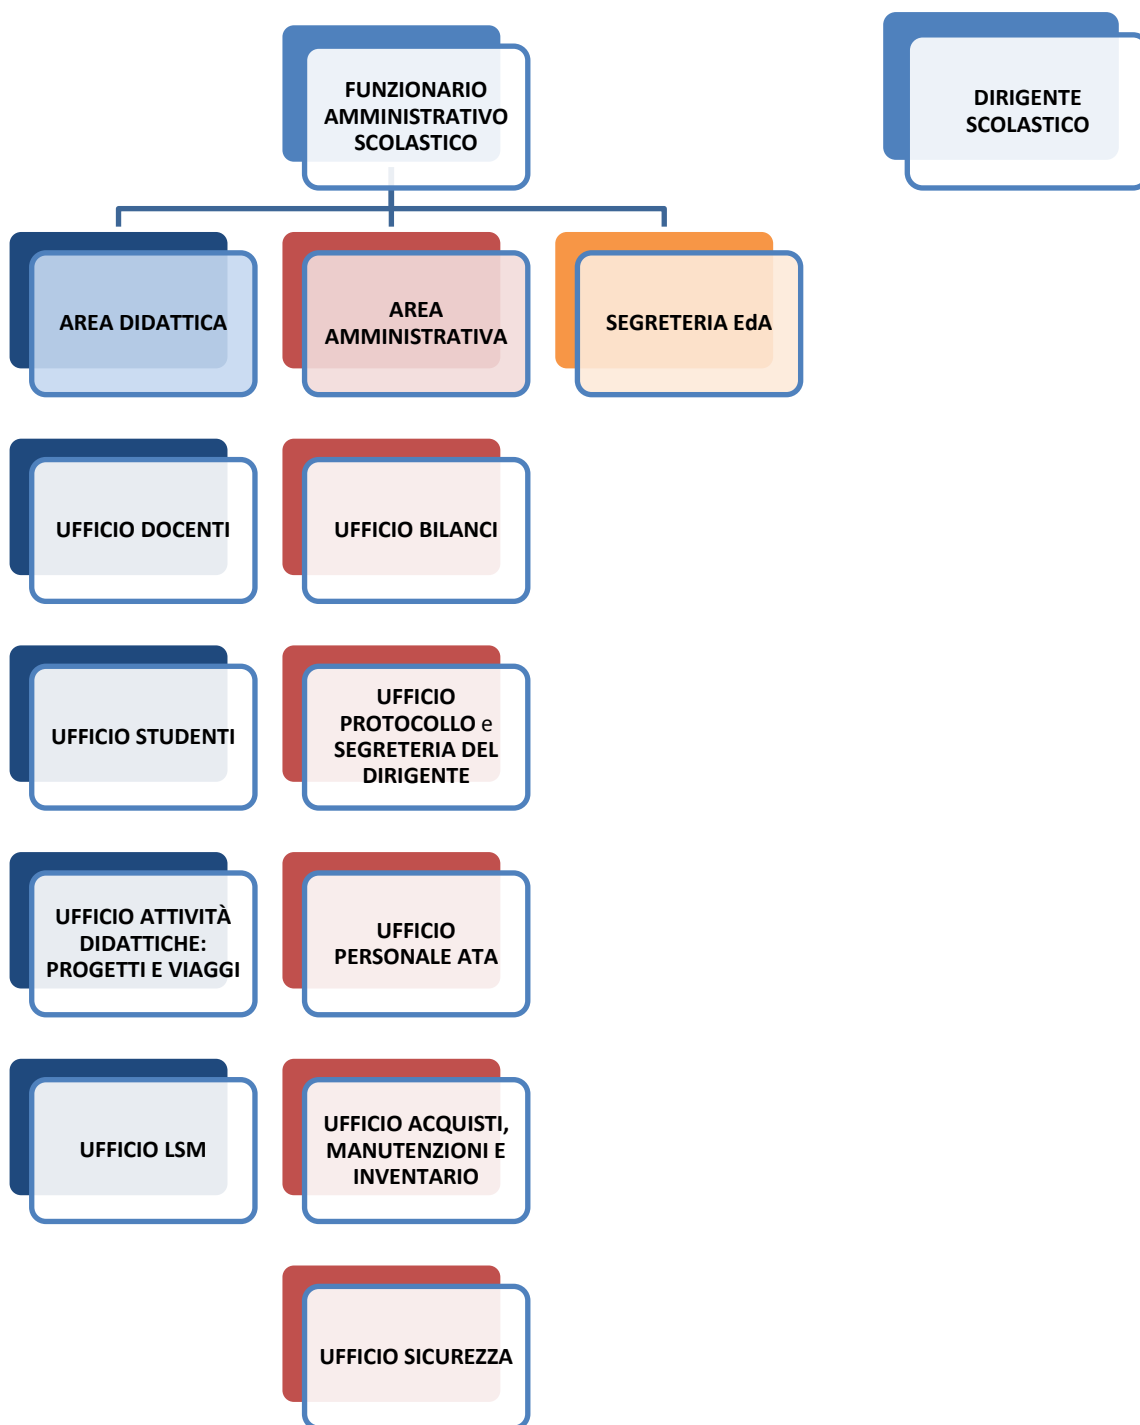 FUNZIONARIO
AMMINISTRATIVO
SCOLASTICO
DIRIGENTE
SCOLASTICO
AREA DIDATTICA
AREA
AMMINISTRATIVA
SEGRETERIA EdA
UFFICIO DOCENTI
UFFICIO BILANCI
UFFICIO STUDENTI
UFFICIO
PROTOCOLLO e
SEGRETERIA DEL
DIRIGENTE
UFFICIO ATTIVITÀ
DIDATTICHE:
PROGETTI E VIAGGI
UFFICIO
PERSONALE ATA
UFFICIO LSM
UFFICIO ACQUISTI,
MANUTENZIONI E
INVENTARIO
UFFICIO SICUREZZA